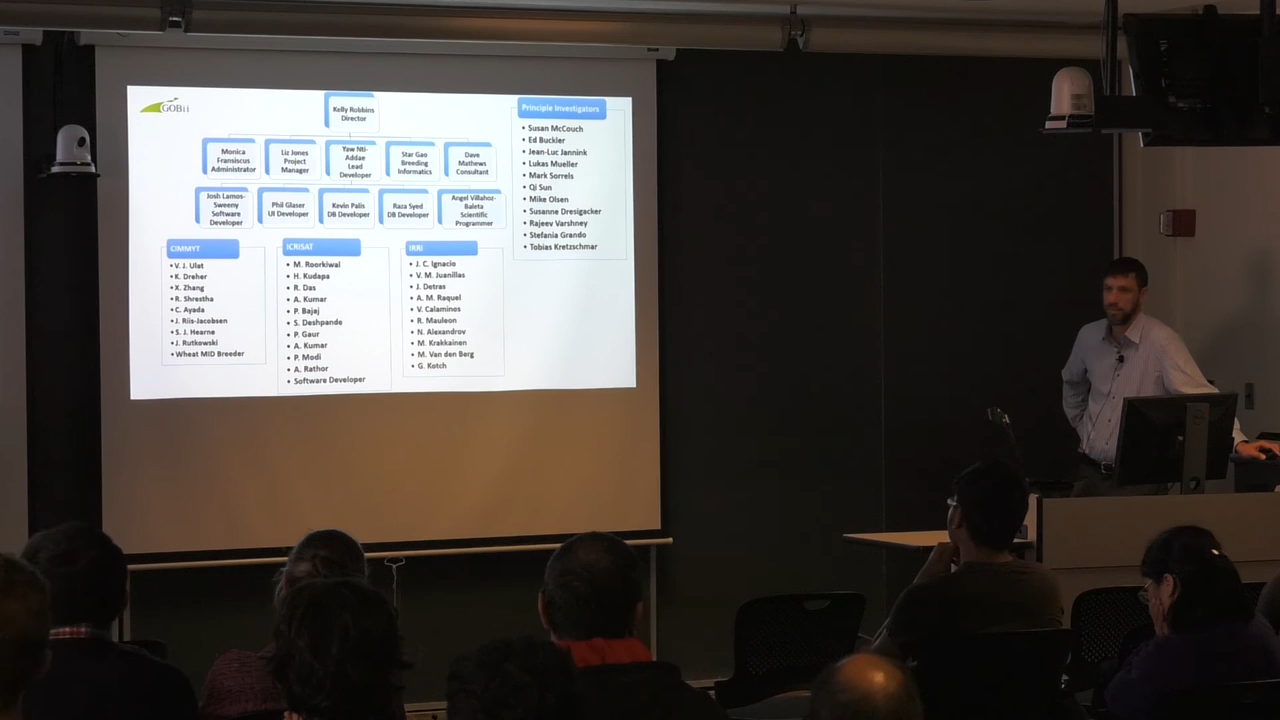 GOBii
Kelly Robbins
Director
Monica
Fransiscus
Administrator
Liz Jones
Project
Manager
Yaw Nti-
Addae
Lead
Developer
Star Gao
Breeding
Informatics
Dave
Mathews
Consultant
Josh Lamos-
Sweeny
Software
Developer
Phil Glaser
UI Developer
Kevin Palis
DB Developer
Raza Syed
DB Developer
Angel Villahoz-
Baleta
Scientific
Programmer
Principle Investigators
• Susan McCouch
• Ed Buckler
• Jean-Luc Jannink
• Lukas Mueller
• Mark Sorrels
• Qi Sun
• Mike Olsen
• Susanne Dresigacker
• Rajeev Varshney
• Stefania Grando
• Tobias Kretzschmar
CIMMYT
• V. J. Ulat
• K. Dreher
• X. Zhang
• R. Shrestha
• C. Ayada
• J. Riis-Jacobsen
• S. J. Hearne
• J. Rutkowski
• Wheat MID Breeder
ICRISAT
• M. Roorkiwal
• H. Kudapa
• R. Das
• A. Kumar
• P. Bajaj
• S. Deshpande
• P. Gaur
• A. Kumar
• P. Modi
• A. Rathor
• Software Developer
IRRI
• J. C. Ignacio
• V. M. Juanillas
• J. Detras
• A. M. Raquel
• V. Calaminos
• R. Mauleon
• N. Alexandrov
• M. Krakkainen
• M. Van den Berg
• G. Kotch